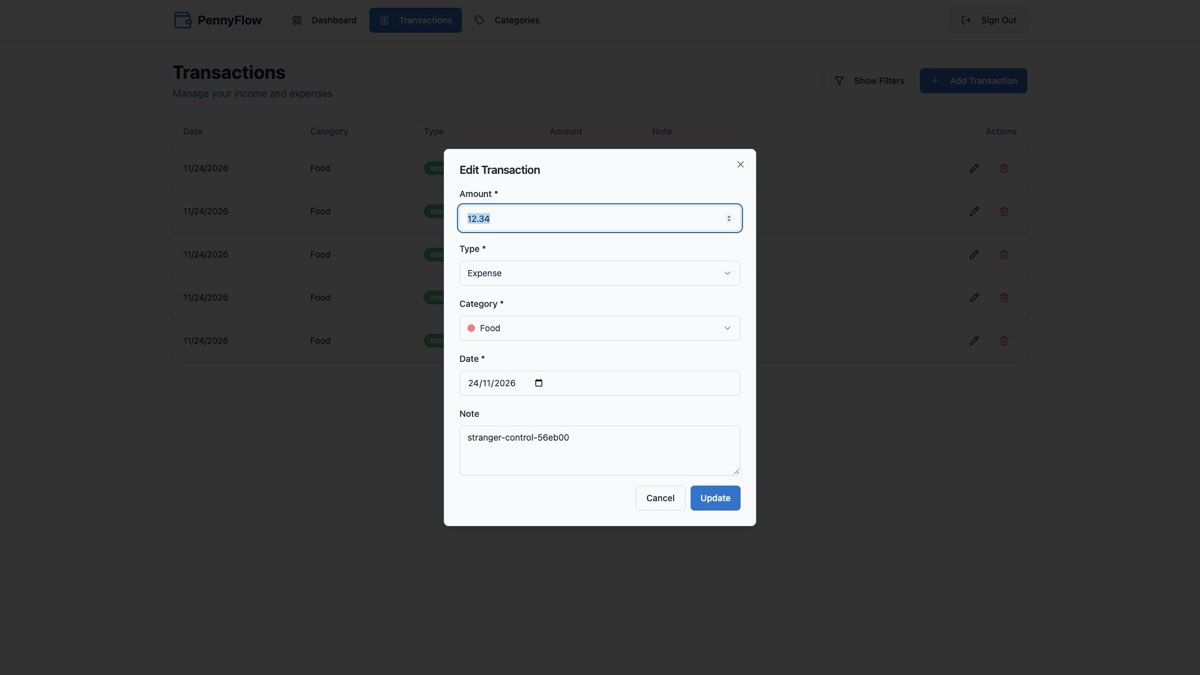 PennyFlow Dashboard Transactions Categories Sign Out
Transactions
Manage your income and expenses
Show Filters Add Transaction
Date Category Type Amount Note Actions
11/24/2026 Food
11/24/2026 Food
11/24/2026 Food
11/24/2026 Food
11/24/2026 Food
Edit Transaction
Amount *
12.34
Type *
Expense
Category *
Food
Date *
24/11/2026
Note
stranger-control-56eb00
Cancel Update